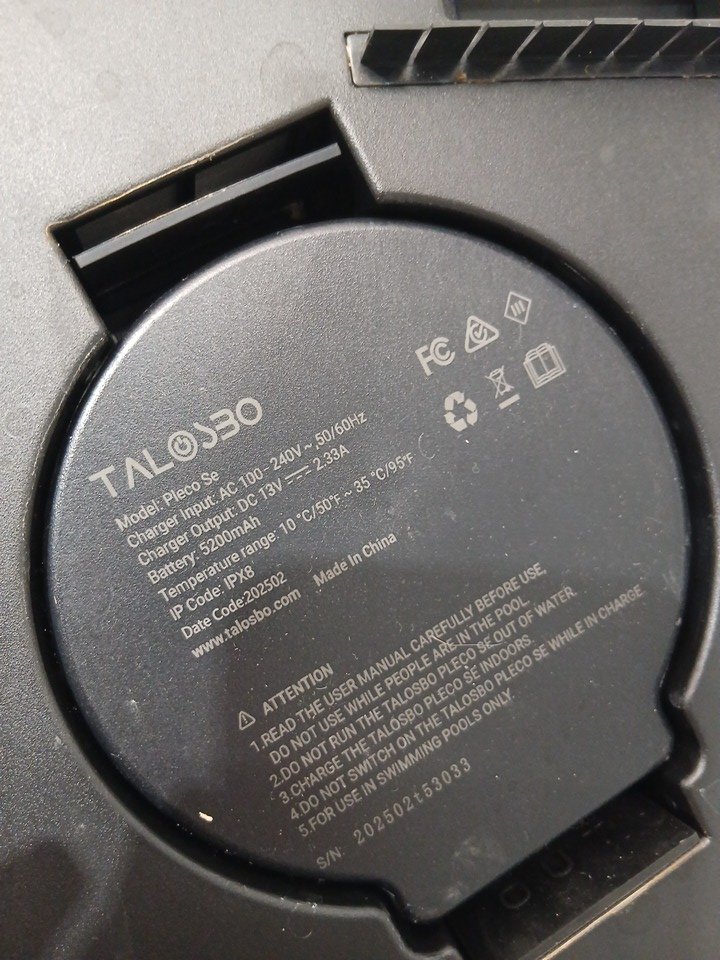 TALOSBO
Model: Pleco Se
Charger Input: AC 100 - 240V ~ ,50/60Hz
Charger Output: DC 13V ⎓ 2.33A
Battery: 5200mAh
Temperature range: 10 °C/50°F ~ 35 °C/95°F
IP Code: IPX8
Date Code:202502
www.talosbo.com Made In China
FC
⚠ ATTENTION
1.READ THE USER MANUAL CAREFULLY BEFORE USE,
DO NOT USE WHILE PEOPLE ARE IN THE POOL.
2.DO NOT RUN THE TALOSBO PLECO SE OUT OF WATER.
3.CHARGE THE TALOSBO PLECO SE INDOORS.
4.DO NOT SWITCH ON THE TALOSBO PLECO SE WHILE IN CHARGE.
5.FOR USE IN SWIMMING POOLS ONLY.
S/N: 202502t53033